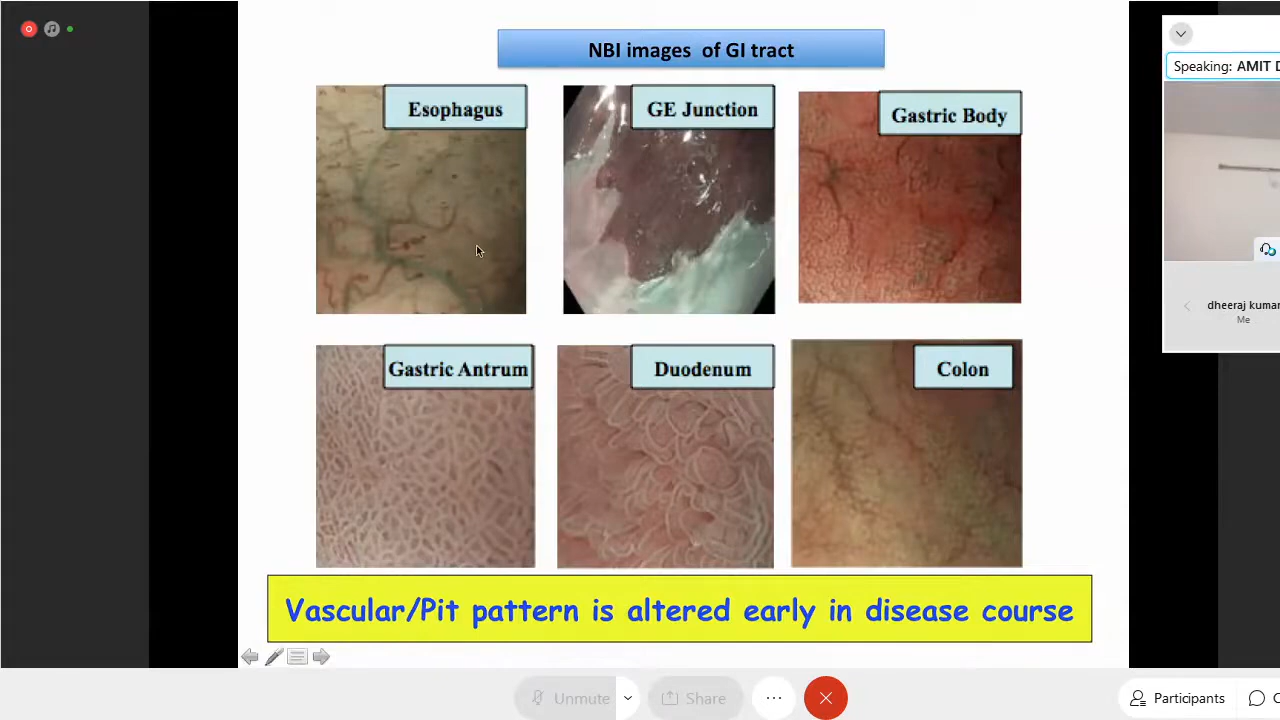 NBI images of GI tract
Esophagus
GE Junction
Gastric Body
Gastric Antrum
Duodenum
Colon
Vascular/Pit pattern is altered early in disease course
Speaking: AMIT D
dheeraj kumar
Me
Unmute
Share
Participants